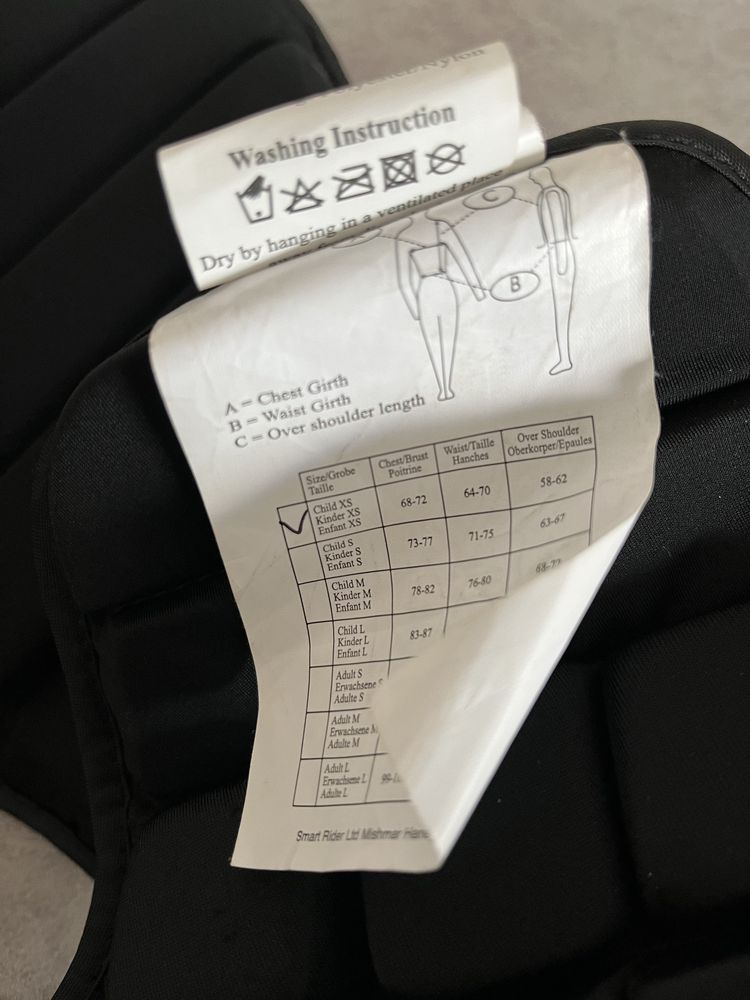 Washing Instruction
Dry by hanging in a ventilated place
C
B
A = Chest Girth
B = Waist Girth
C = Over shoulder length
Size/Grobe
Taille
Chest/Brust
Poitrine
Waist/Taille
Hanches
Over Shoulder
Oberkorper/Epaules
Child XS
Kinder XS
Enfant XS
68-72
64-70
58-62
Child S
Kinder S
Enfant S
73-77
71-75
63-67
Child M
Kinder M
Enfant M
78-82
76-80
Child L
Kinder L
Enfant L
83-87
Adult S
Erwachsene S
Adulte S
Adult M
Erwachsene M
Adulte M
Adult L
Erwachsene L
Adulte L
Smart Rider Ltd Mishmar